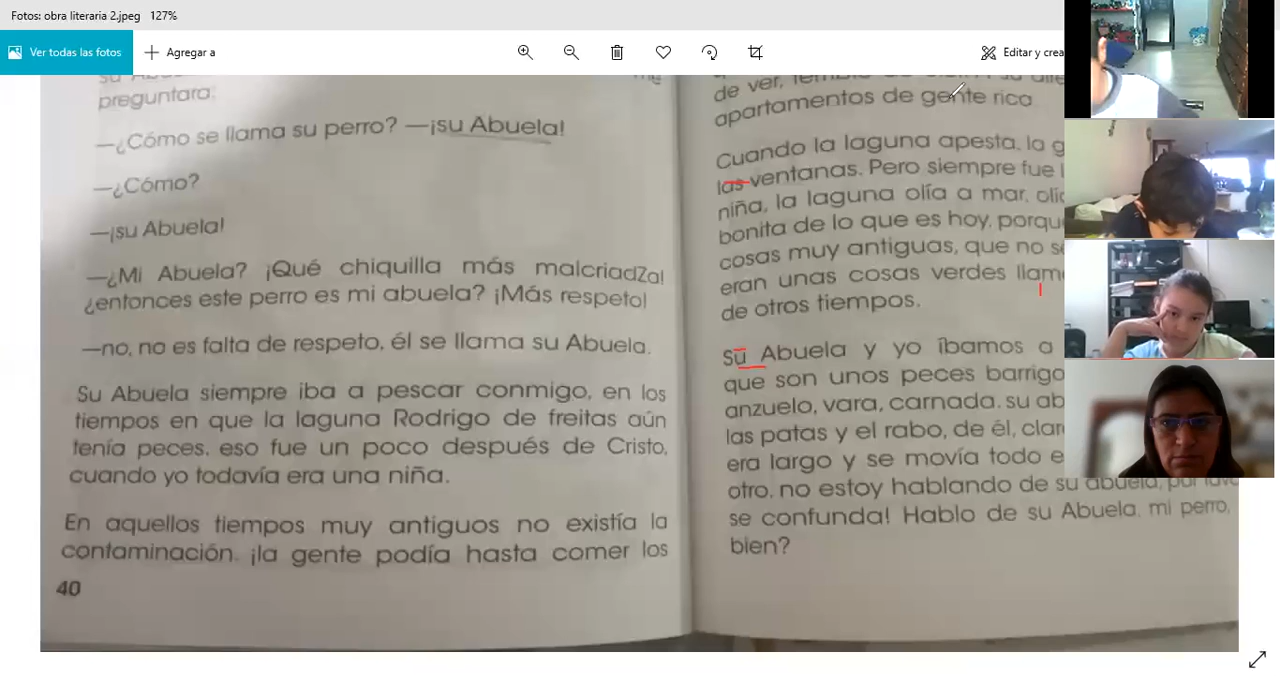 Fotos: obra literaria 2.jpeg 127%
Ver todas las fotos
Agregar a
Editar y crea
preguntara:
—¿Cómo se llama su perro? —¡su Abuela!
—¿Cómo?
—¡su Abuela!
—¿Mi Abuela? ¡Qué chiquilla más malcriadZa!
¿entonces este perro es mi abuela? ¡Más respeto!
—no, no es falta de respeto, él se llama su Abuela.
Su Abuela siempre iba a pescar conmigo, en los
tiempos en que la laguna Rodrigo de freitas aún
tenía peces. eso fue un poco después de Cristo,
cuando yo todavía era una niña.
En aquellos tiempos muy antiguos no existía la
contaminación. ¡la gente podía hasta comer los
40
de ver,
apartamentos de gente rica
Cuando la laguna apesta, la g
las ventanas. Pero siempre fue
niña, la laguna olía a mar, olí
bonita de lo que es hoy, porqu
cosas muy antiguas, que no s
eran unas cosas verdes llam
de otros tiempos.
Su Abuela y yo íbamos a
que son unos peces barrigo
anzuelo, vara, carnada. su ab
las patas y el rabo, de él, clar
era largo y se movía todo e
otro. no estoy hablando de su abuela, por favo
se confunda! Hablo de su Abuela, mi perro,
bien?